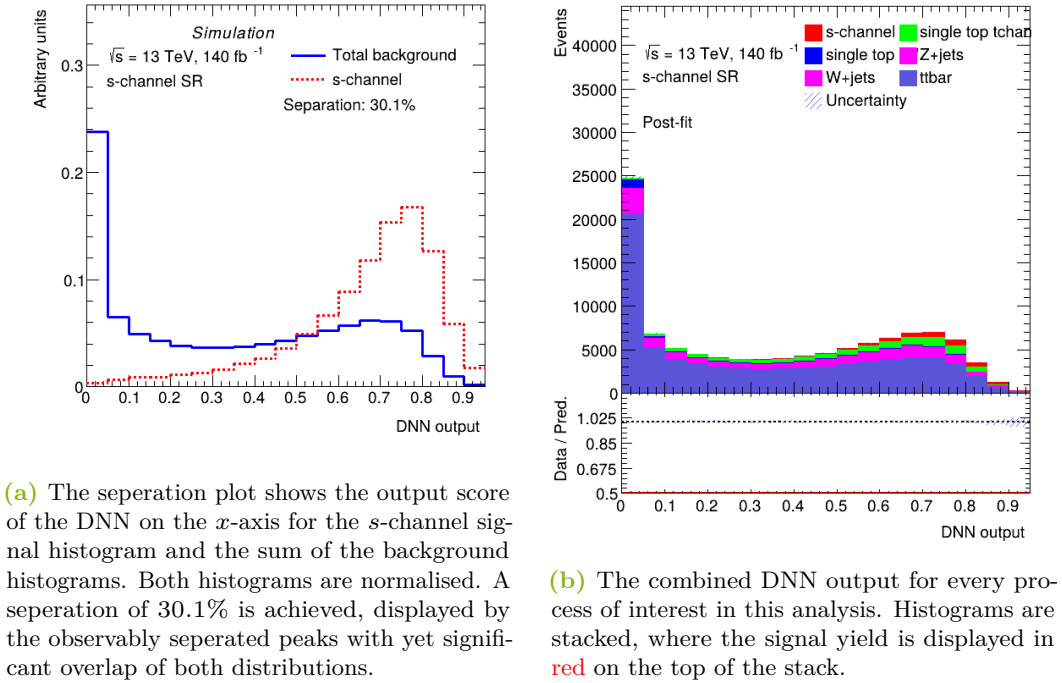 Arbitrary units
Simulation
√s = 13 TeV, 140 fb -1
s-channel SR
Total background
s-channel
Separation: 30.1%
0.3
0.2
0.1
0
0 0.1 0.2 0.3 0.4 0.5 0.6 0.7 0.8 0.9
DNN output
(a) The seperation plot shows the output score
of the DNN on the x-axis for the s-channel sig-
nal histogram and the sum of the background
histograms. Both histograms are normalised. A
seperation of 30.1% is achieved, displayed by
the observably seperated peaks with yet signifi-
cant overlap of both distributions.
Events
√s = 13 TeV, 140 fb -1
s-channel SR
Post-fit
s-channel single top tchan
single top Z+jets
W+jets ttbar
Uncertainty
40000
35000
30000
25000
20000
15000
10000
5000
0
Data / Pred.
1.025
0.85
0.675
0.5
0 0.1 0.2 0.3 0.4 0.5 0.6 0.7 0.8 0.9
DNN output
(b) The combined DNN output for every pro-
cess of interest in this analysis. Histograms are
stacked, where the signal yield is displayed in
red on the top of the stack.